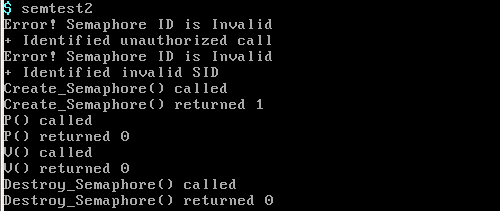 $ semtest2
Error! Semaphore ID is Invalid
+ Identified unauthorized call
Error! Semaphore ID is Invalid
+ Identified invalid SID
Create_Semaphore() called
Create_Semaphore() returned 1
P() called
P() returned 0
V() called
V() returned 0
Destroy_Semaphore() called
Destroy_Semaphore() returned 0